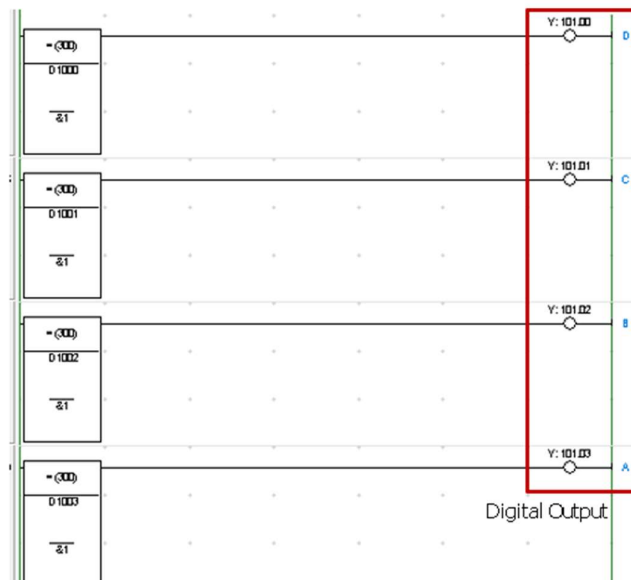 Y: 101.00
= (300) D
D1000
&1
Y: 101.01
= (300) C
D1001
&1
Y: 101.02
= (300) B
D1002
&1
Y: 101.03
= (300) A
D1003
Digital Output
&1